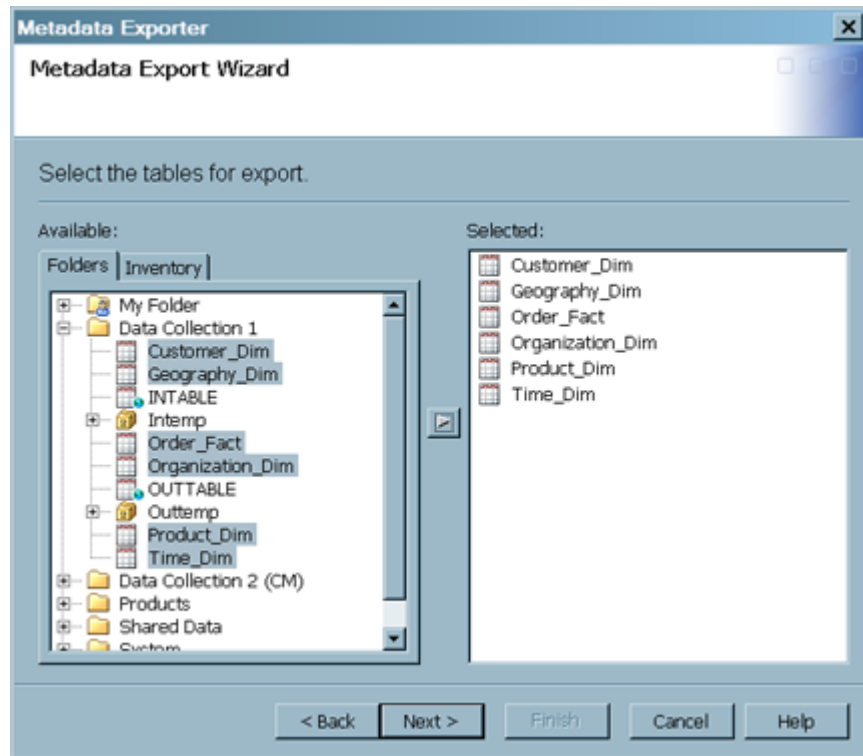 Metadata Exporter
Metadata Export Wizard
Select the tables for export.
Available:
Folders
Inventory
My Folder
Data Collection 1
Customer_Dim
Geography_Dim
INTABLE
Intemp
Order_Fact
Organization_Dim
OUTTABLE
Outtemp
Product_Dim
Time_Dim
Data Collection 2 (CM)
Products
Shared Data
System
Selected:
Customer_Dim
Geography_Dim
Order_Fact
Organization_Dim
Product_Dim
Time_Dim
< Back
Next >
Finish
Cancel
Help